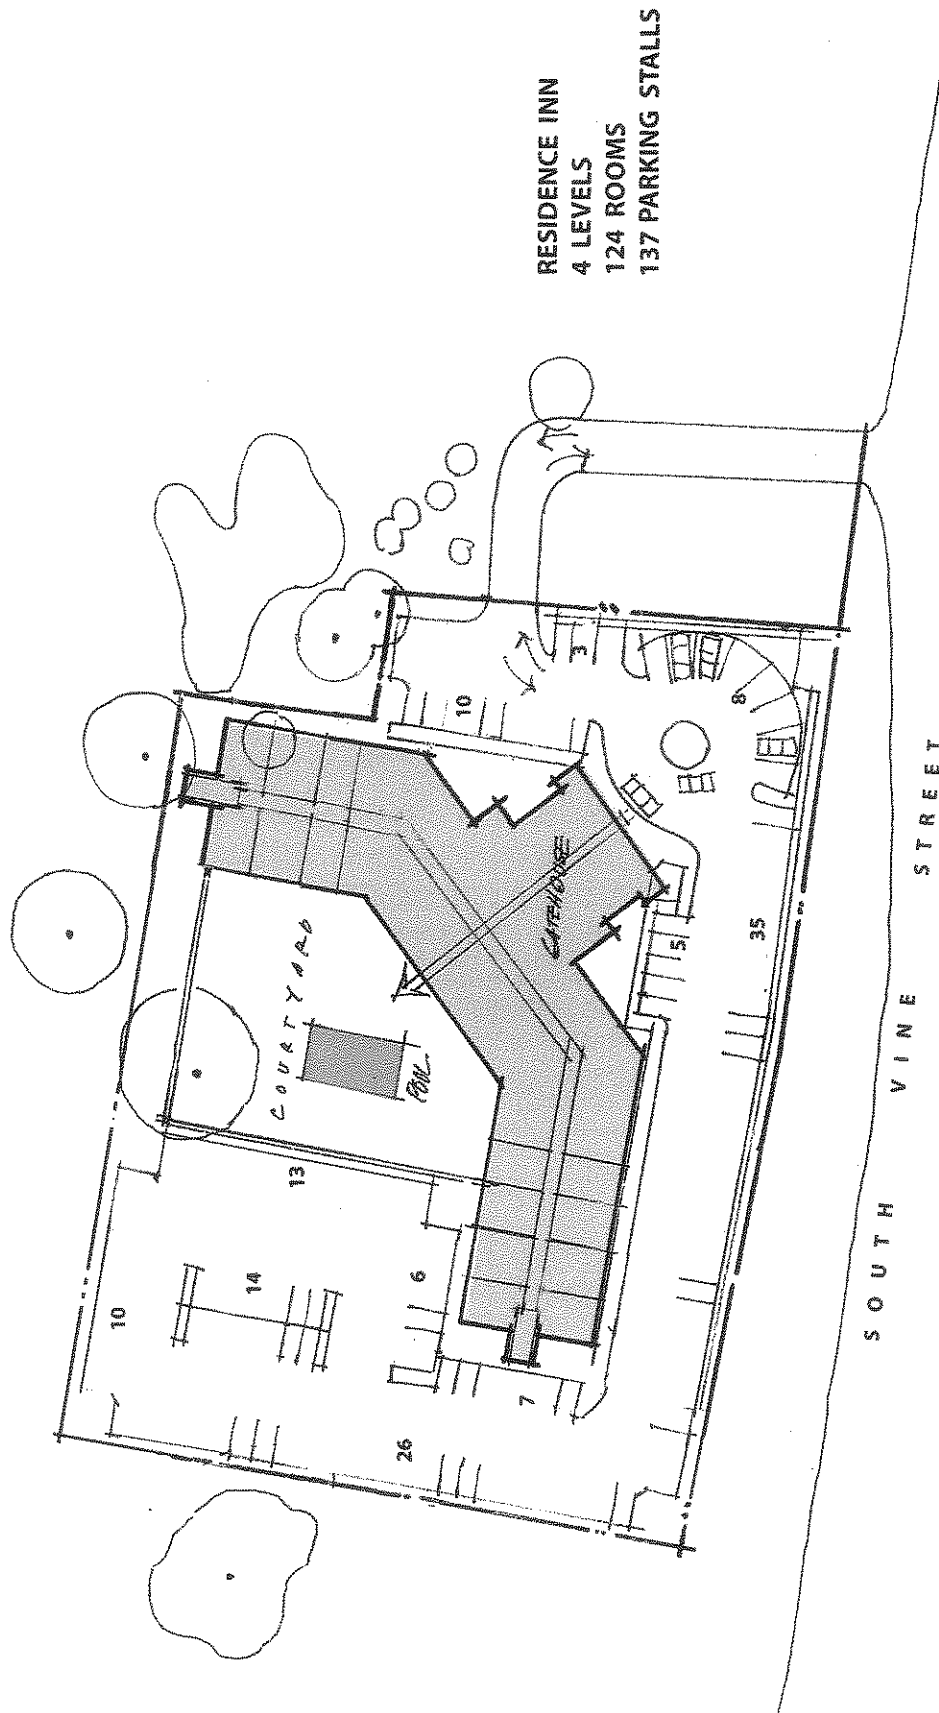 RESIDENCE INN
4 LEVELS
124 ROOMS
137 PARKING STALLS
COURTYARD
POOL
GATEHOUSE
10
14
13
6
26
7
10
3
8
5
35
SOUTH VINE STREET